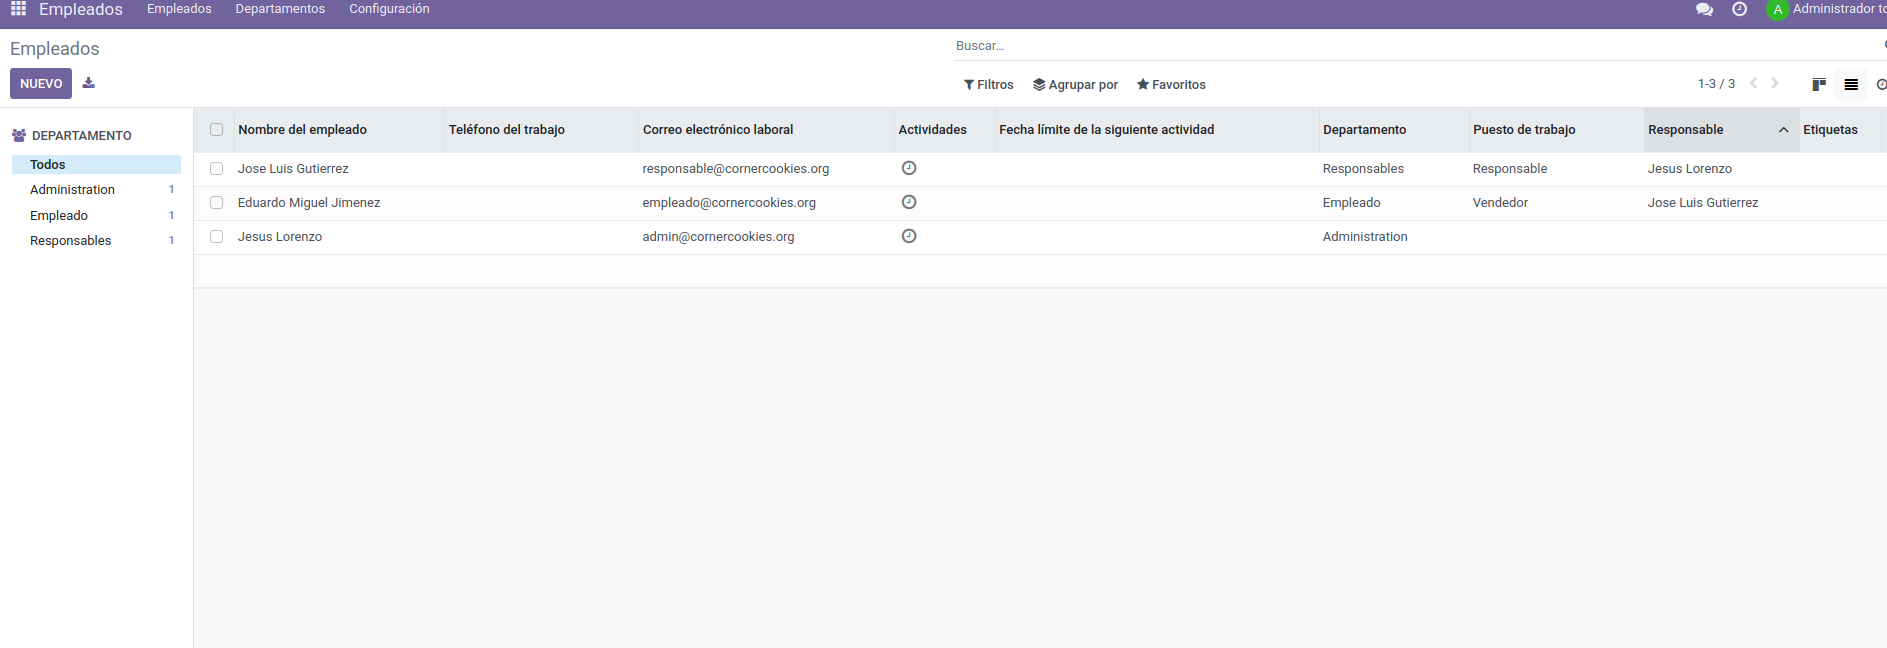 Empleados Empleados Departamentos Configuración A Administrador
Empleados Buscar...
NUEVO Filtros Agrupar por Favoritos 1-3 / 3
DEPARTAMENTO
Todos
Administration 1
Empleado 1
Responsables 1
Nombre del empleado Teléfono del trabajo Correo electrónico laboral Actividades Fecha límite de la siguiente actividad Departamento Puesto de trabajo Responsable Etiquetas
Jose Luis Gutierrez responsable@cornercookies.org Responsables Responsable Jesus Lorenzo
Eduardo Miguel Jimenez empleado@cornercookies.org Empleado Vendedor Jose Luis Gutierrez
Jesus Lorenzo admin@cornercookies.org Administration